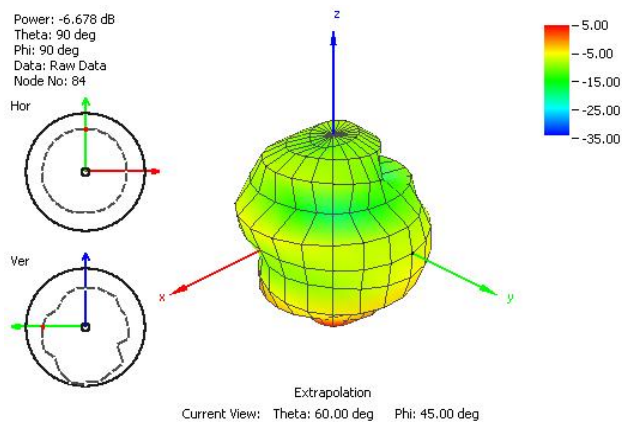 Power: -6.678 dB
Theta: 90 deg
Phi: 90 deg
Data: Raw Data
Node No: 84
Hor
Ver
z
x
y
5.00
-5.00
-15.00
-25.00
-35.00
Extrapolation
Current View: Theta: 60.00 deg Phi: 45.00 deg